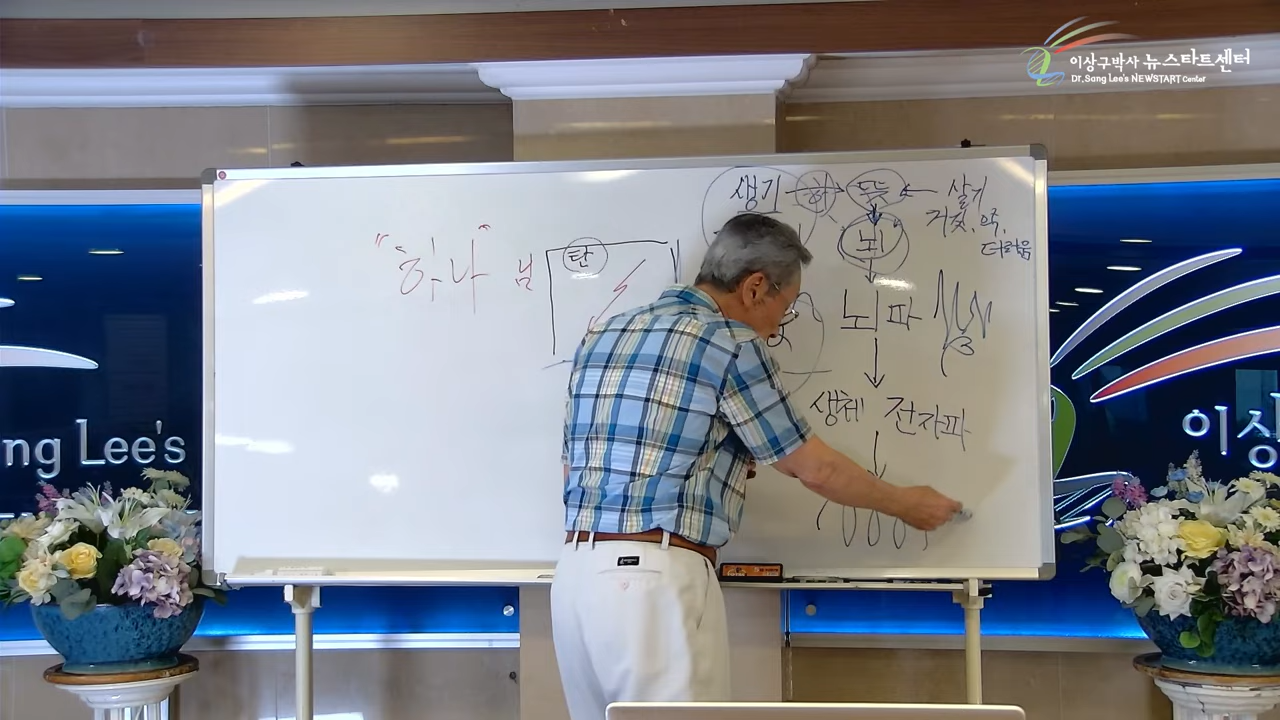 이상구박사 뉴스타트센터
Dr. Sang Lee's NEWSTART Center
생기 뜻 살기
거짓, 욕,
더러움
뇌
"하나"님
탄
뇌파
생체 전자파
ng Lee's
이상